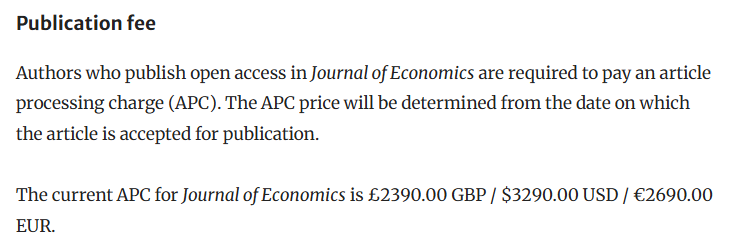 Publication fee
Authors who publish open access in Journal of Economics are required to pay an article
processing charge (APC). The APC price will be determined from the date on which
the article is accepted for publication.
The current APC for Journal of Economics is £2390.00 GBP / $3290.00 USD / €2690.00
EUR.